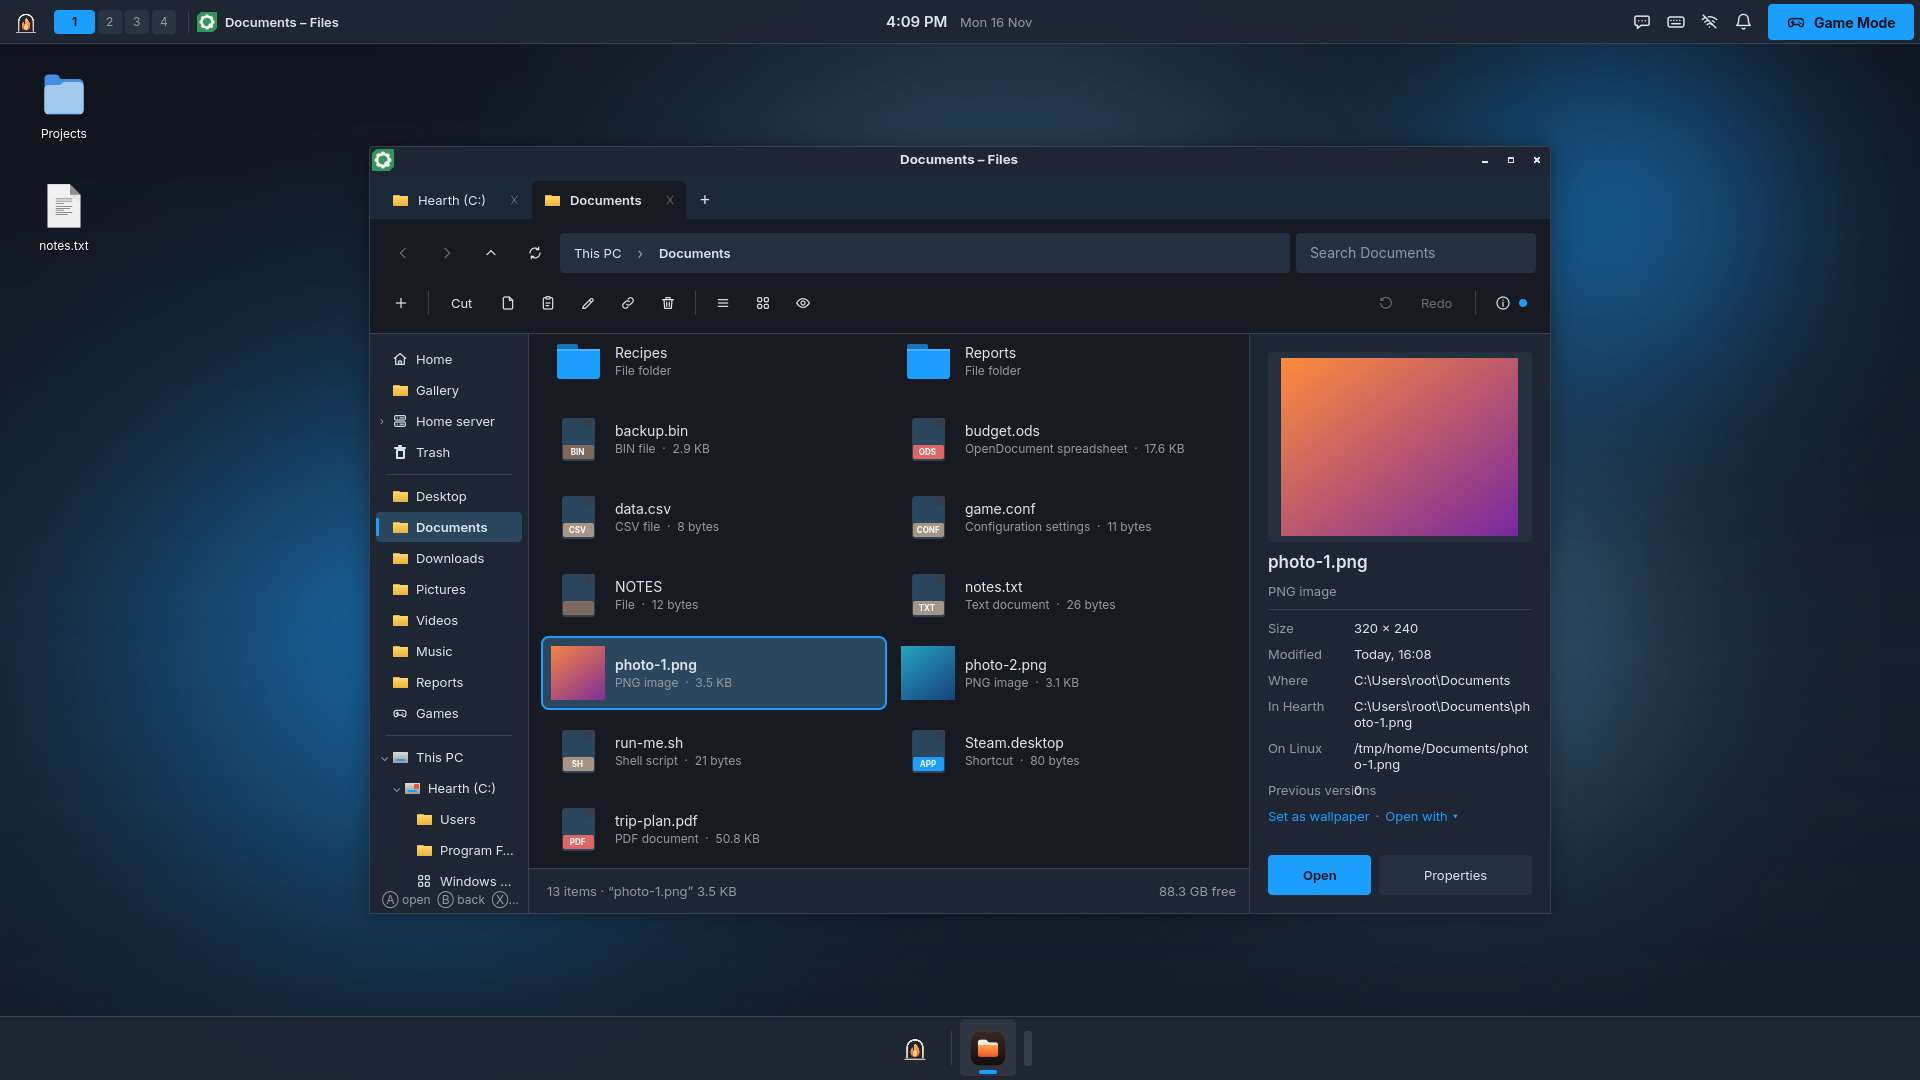 1 2 3 4 Documents – Files 4:09 PM Mon 16 Nov Game Mode
Projects
notes.txt
Documents – Files
Hearth (C:) X Documents X +
This PC › Documents Search Documents
Cut Redo
Home
Gallery
Home server
Trash
Desktop
Documents
Downloads
Pictures
Videos
Music
Reports
Games
This PC
Hearth (C:)
Users
Program F...
Windows ...
A open B back X...
Recipes
File folder
Reports
File folder
backup.bin
BIN file · 2.9 KB
BIN
budget.ods
OpenDocument spreadsheet · 17.6 KB
ODS
data.csv
CSV file · 8 bytes
CSV
game.conf
Configuration settings · 11 bytes
CONF
NOTES
File · 12 bytes
notes.txt
Text document · 26 bytes
TXT
photo-1.png
PNG image · 3.5 KB
photo-2.png
PNG image · 3.1 KB
run-me.sh
Shell script · 21 bytes
SH
Steam.desktop
Shortcut · 80 bytes
APP
trip-plan.pdf
PDF document · 50.8 KB
PDF
13 items · “photo-1.png” 3.5 KB 88.3 GB free
photo-1.png
PNG image
Size 320 × 240
Modified Today, 16:08
Where C:\Users\root\Documents
In Hearth C:\Users\root\Documents\ph
oto-1.png
On Linux /tmp/home/Documents/phot
o-1.png
Previous versions 0
Set as wallpaper · Open with
Open Properties